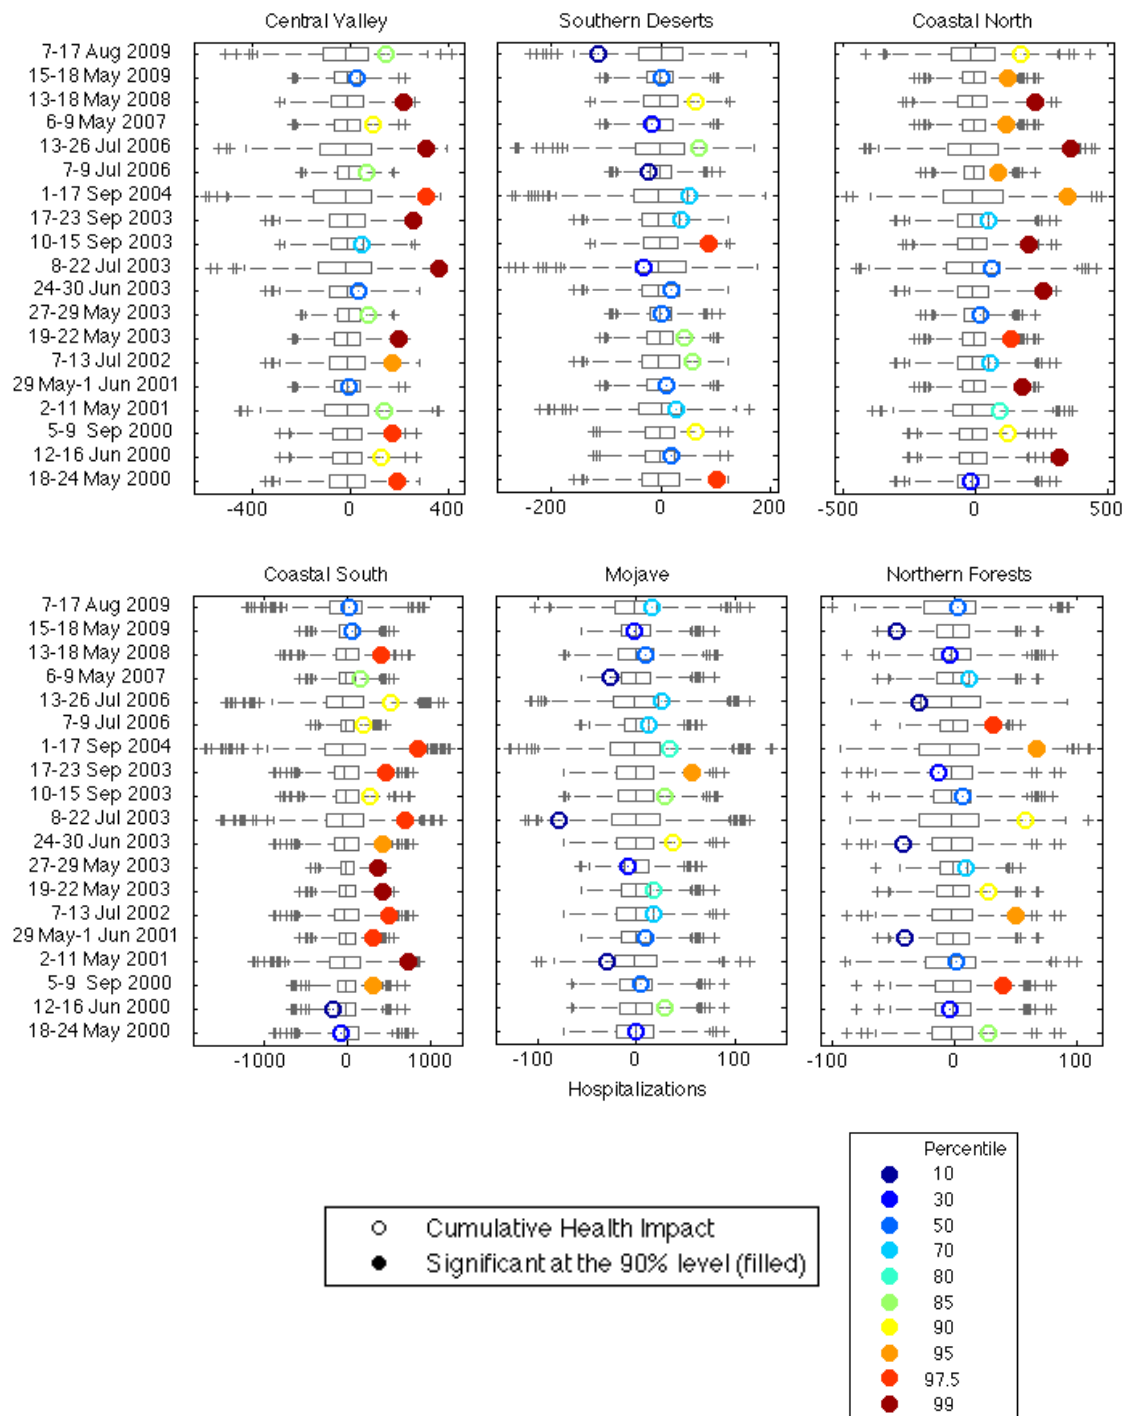 Central Valley
Southern Deserts
Coastal North
7-17 Aug 2009
15-18 May 2009
13-18 May 2008
6-9 May 2007
13-26 Jul 2006
7-9 Jul 2006
1-17 Sep 2004
17-23 Sep 2003
10-15 Sep 2003
8-22 Jul 2003
24-30 Jun 2003
27-29 May 2003
19-22 May 2003
7-13 Jul 2002
29 May-1 Jun 2001
2-11 May 2001
5-9 Sep 2000
12-16 Jun 2000
18-24 May 2000
-400 0 400
-200 0 200
-500 0 500
Coastal South
Mojave
Northern Forests
7-17 Aug 2009
15-18 May 2009
13-18 May 2008
6-9 May 2007
13-26 Jul 2006
7-9 Jul 2006
1-17 Sep 2004
17-23 Sep 2003
10-15 Sep 2003
8-22 Jul 2003
24-30 Jun 2003
27-29 May 2003
19-22 May 2003
7-13 Jul 2002
29 May-1 Jun 2001
2-11 May 2001
5-9 Sep 2000
12-16 Jun 2000
18-24 May 2000
-1000 0 1000
-100 0 100
-100 0 100
Hospitalizations
Cumulative Health Impact
Significant at the 90% level (filled)
Percentile
10
30
50
70
80
85
90
95
97.5
99